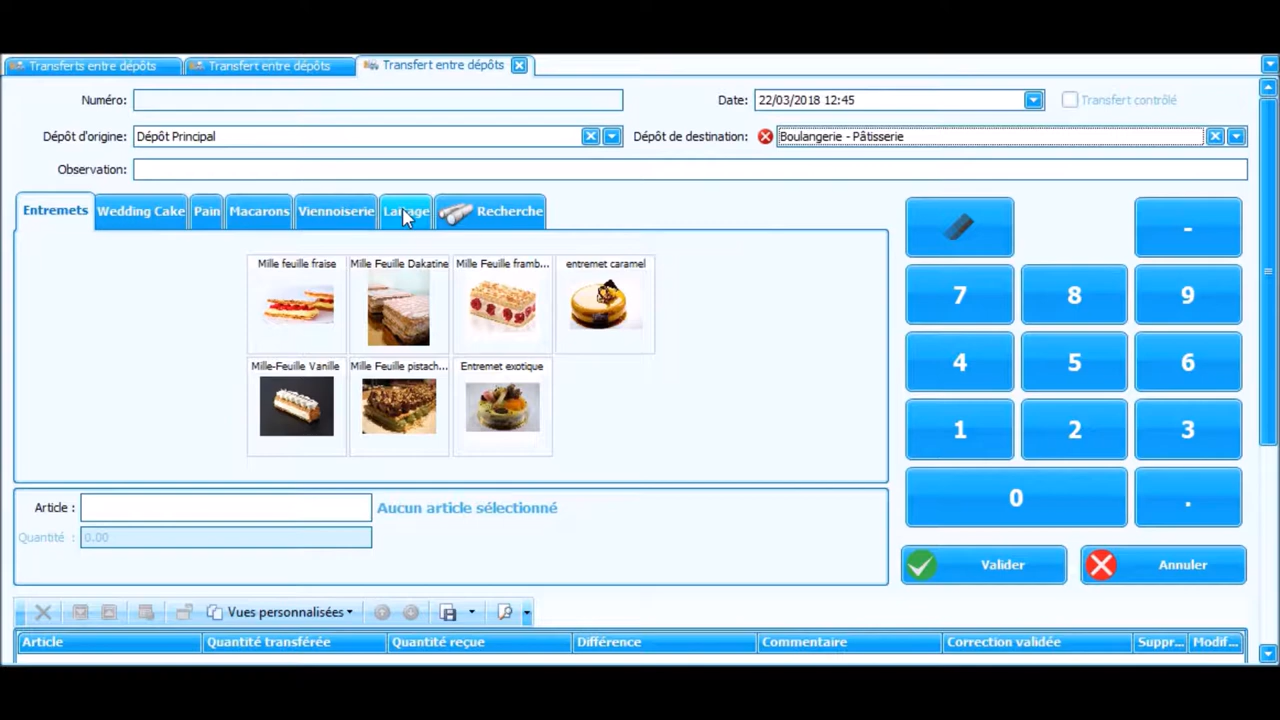 Transferts entre dépôts Transfert entre dépôts Transfert entre dépôts
Numéro: Date: 22/03/2018 12:45 Transfert contrôlé
Dépôt d'origine: Dépôt Principal Dépôt de destination: Boulangerie - Pâtisserie
Observation:
Entremets Wedding Cake Pain Macarons Viennoiserie Recherche
Mille feuille fraise Mille Feuille Dakatine Mille Feuille framb... entremet caramel
Mille-Feuille Vanille Mille Feuille pistach... Entremet exotique
-
7 8 9
4 5 6
1 2 3
0 .
Article : Aucun article sélectionné
Quantité : 0.00
Valider Annuler
Vues personnalisées
Article Quantité transférée Quantité reçue Différence Commentaire Correction validée Suppr... Modif...